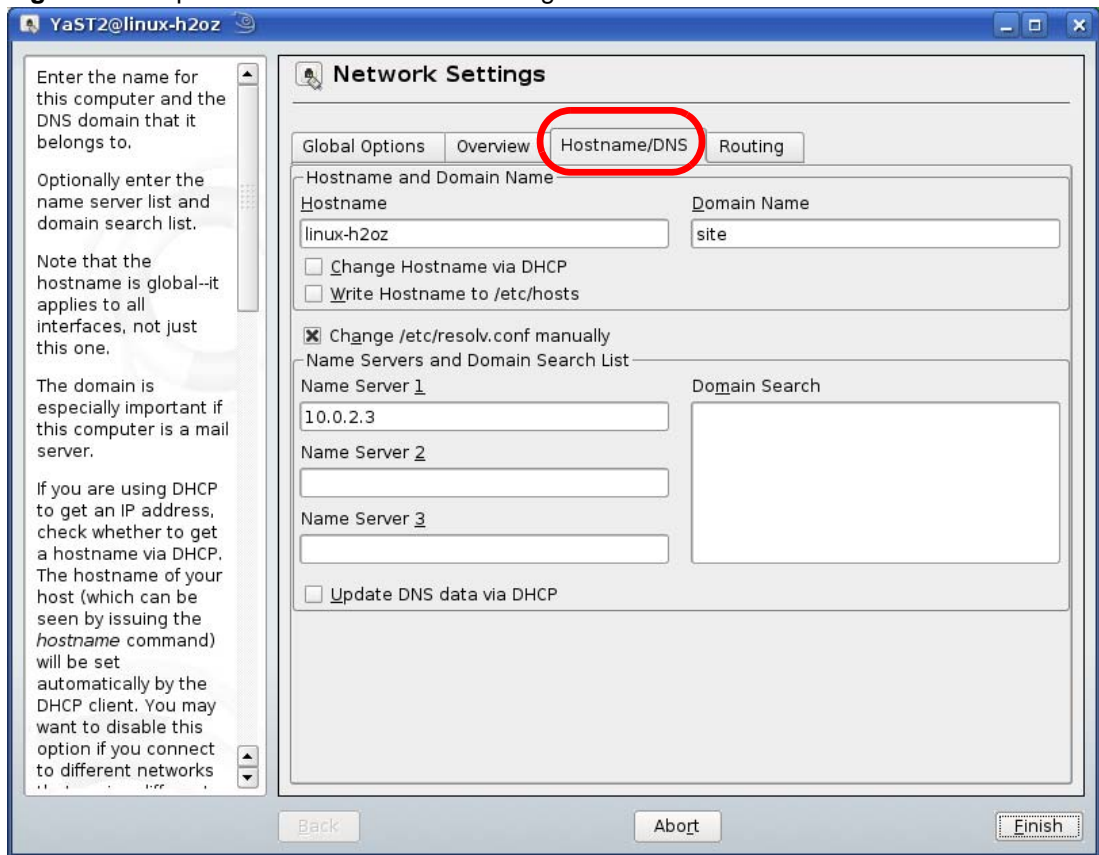 YaST2@linux-h2oz
Enter the name for
this computer and the
DNS domain that it
belongs to.
Optionally enter the
name server list and
domain search list.
Note that the
hostname is global--it
applies to all
interfaces, not just
this one.
The domain is
especially important if
this computer is a mail
server.
If you are using DHCP
to get an IP address,
check whether to get
a hostname via DHCP.
The hostname of your
host (which can be
seen by issuing the
hostname command)
will be set
automatically by the
DHCP client. You may
want to disable this
option if you connect
to different networks
Network Settings
Global Options Overview Hostname/DNS Routing
Hostname and Domain Name
Hostname Domain Name
linux-h2oz site
Change Hostname via DHCP
Write Hostname to /etc/hosts
Change /etc/resolv.conf manually
Name Servers and Domain Search List
Name Server 1 Domain Search
10.0.2.3
Name Server 2
Name Server 3
Update DNS data via DHCP
Back Abort Finish